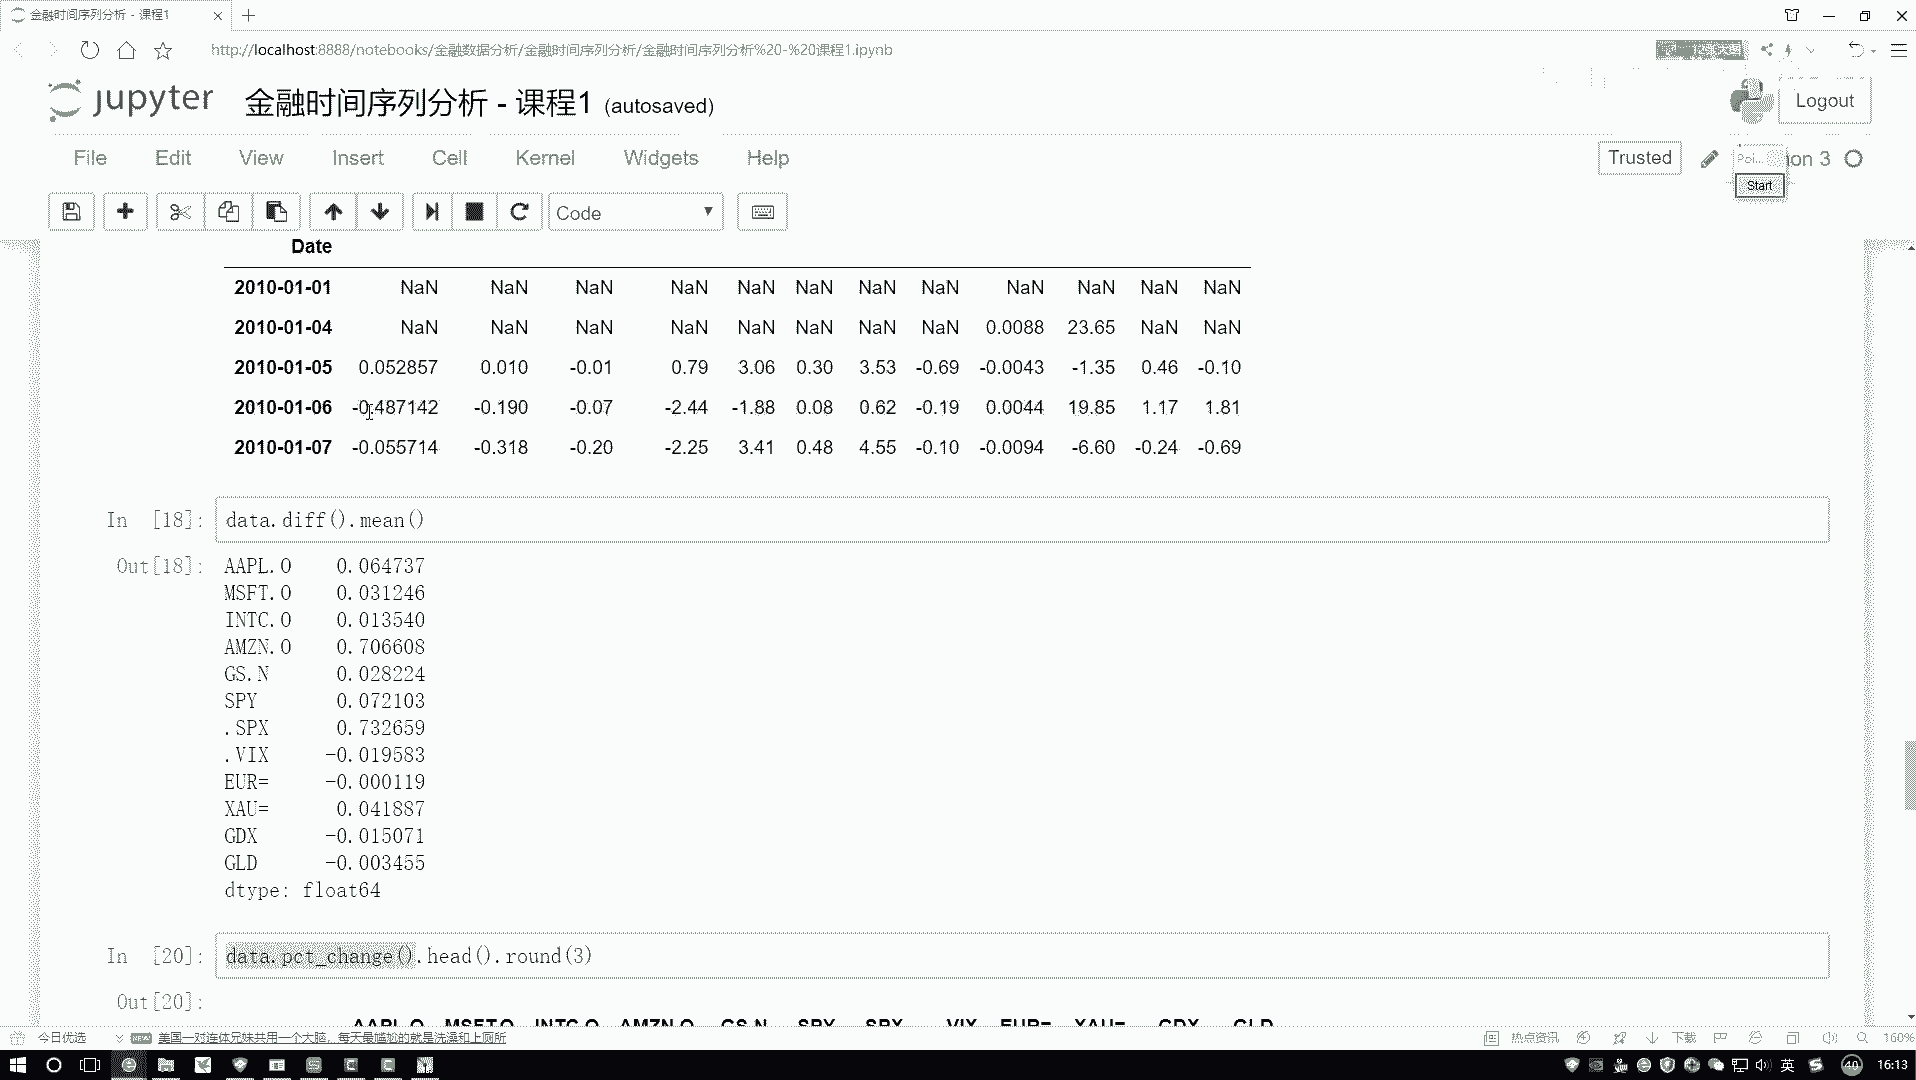 金融时间序列分析 - 课程1
http://localhost:8888/notebooks/金融数据分析/金融时间序列分析/金融时间序列分析%20-%20课程1.ipynb
jupyter 金融时间序列分析 - 课程1 (autosaved)
Logout
File Edit View Insert Cell Kernel Widgets Help
Trusted
on 3
Start
Code
Date
2010-01-01 NaN NaN NaN NaN NaN NaN NaN NaN NaN NaN NaN NaN
2010-01-04 NaN NaN NaN NaN NaN NaN NaN NaN 0.0088 23.65 NaN NaN
2010-01-05 0.052857 0.010 -0.01 0.79 3.06 0.30 3.53 -0.69 -0.0043 -1.35 0.46 -0.10
2010-01-06 -0.487142 -0.190 -0.07 -2.44 -1.88 0.08 0.62 -0.19 0.0044 19.85 1.17 1.81
2010-01-07 -0.055714 -0.318 -0.20 -2.25 3.41 0.48 4.55 -0.10 -0.0094 -6.60 -0.24 -0.69
In [18]: data.diff().mean()
Out[18]: AAPL.O 0.064737
MSFT.O 0.031246
INTC.O 0.013540
AMZN.O 0.706608
GS.N 0.028224
SPY 0.072103
.SPX 0.732659
.VIX -0.019583
EUR= -0.000119
XAU= 0.041887
GDX -0.015071
GLD -0.003455
dtype: float64
In [20]: data.pct_change().head().round(3)
Out[20]:
AAPL.O MSFT.O INTC.O AMZN.O GS.N SPY .SPX .VIX EUR= XAU= GDX GLD
今日优选 NEW 美国一对连体兄妹共用一个大脑，每天最尴尬的就是洗澡和上厕所 热点资讯 下载 160%
英 40 16:13